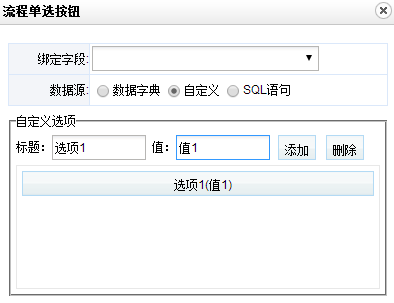 流程单选按钮
绑定字段:
数据源: 数据字典 自定义 SQL语句
自定义选项
标题: 选项1 值: 值1 添加 删除
选项1(值1)